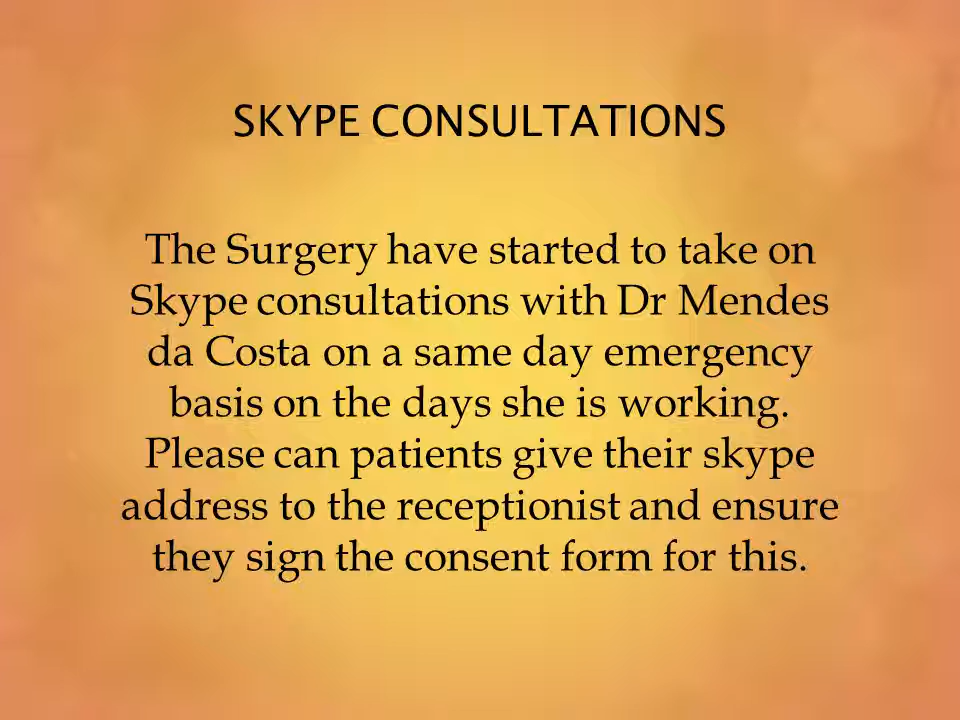 SKYPE CONSULTATIONS
The Surgery have started to take on
Skype consultations with Dr Mendes
da Costa on a same day emergency
basis on the days she is working.
Please can patients give their skype
address to the receptionist and ensure
they sign the consent form for this.